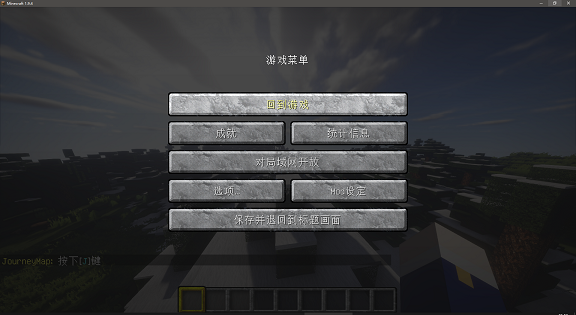 Minecraft 1.9.4
游戏菜单
回到游戏
成就
统计信息
对局域网开放
选项...
Mod设定
保存并退回到标题画面
JourneyMap: 按下[J]键